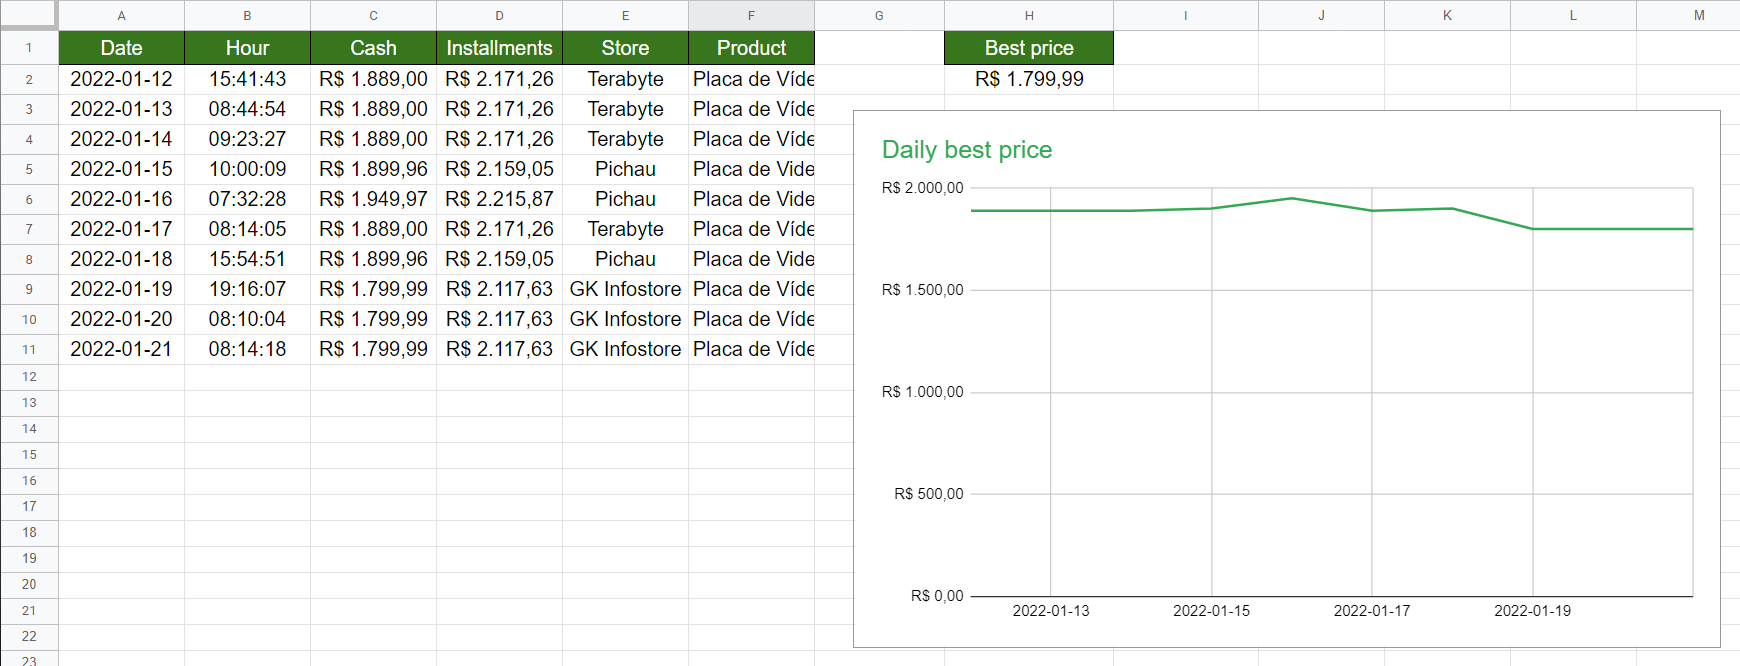 A B C D E F G H I J K L M
1 Date Hour Cash Installments Store Product Best price
2 2022-01-12 15:41:43 R$ 1.889,00 R$ 2.171,26 Terabyte Placa de Víde R$ 1.799,99
3 2022-01-13 08:44:54 R$ 1.889,00 R$ 2.171,26 Terabyte Placa de Víde
4 2022-01-14 09:23:27 R$ 1.889,00 R$ 2.171,26 Terabyte Placa de Víde
5 2022-01-15 10:00:09 R$ 1.899,96 R$ 2.159,05 Pichau Placa de Vide
6 2022-01-16 07:32:28 R$ 1.949,97 R$ 2.215,87 Pichau Placa de Vide
7 2022-01-17 08:14:05 R$ 1.889,00 R$ 2.171,26 Terabyte Placa de Víde
8 2022-01-18 15:54:51 R$ 1.899,96 R$ 2.159,05 Pichau Placa de Vide
9 2022-01-19 19:16:07 R$ 1.799,99 R$ 2.117,63 GK Infostore Placa de Víde
10 2022-01-20 08:10:04 R$ 1.799,99 R$ 2.117,63 GK Infostore Placa de Víde
11 2022-01-21 08:14:18 R$ 1.799,99 R$ 2.117,63 GK Infostore Placa de Víde
12
13
14
15
16
17
18
19
20
21
22
23
Daily best price
R$ 2.000,00
R$ 1.500,00
R$ 1.000,00
R$ 500,00
R$ 0,00
2022-01-13 2022-01-15 2022-01-17 2022-01-19